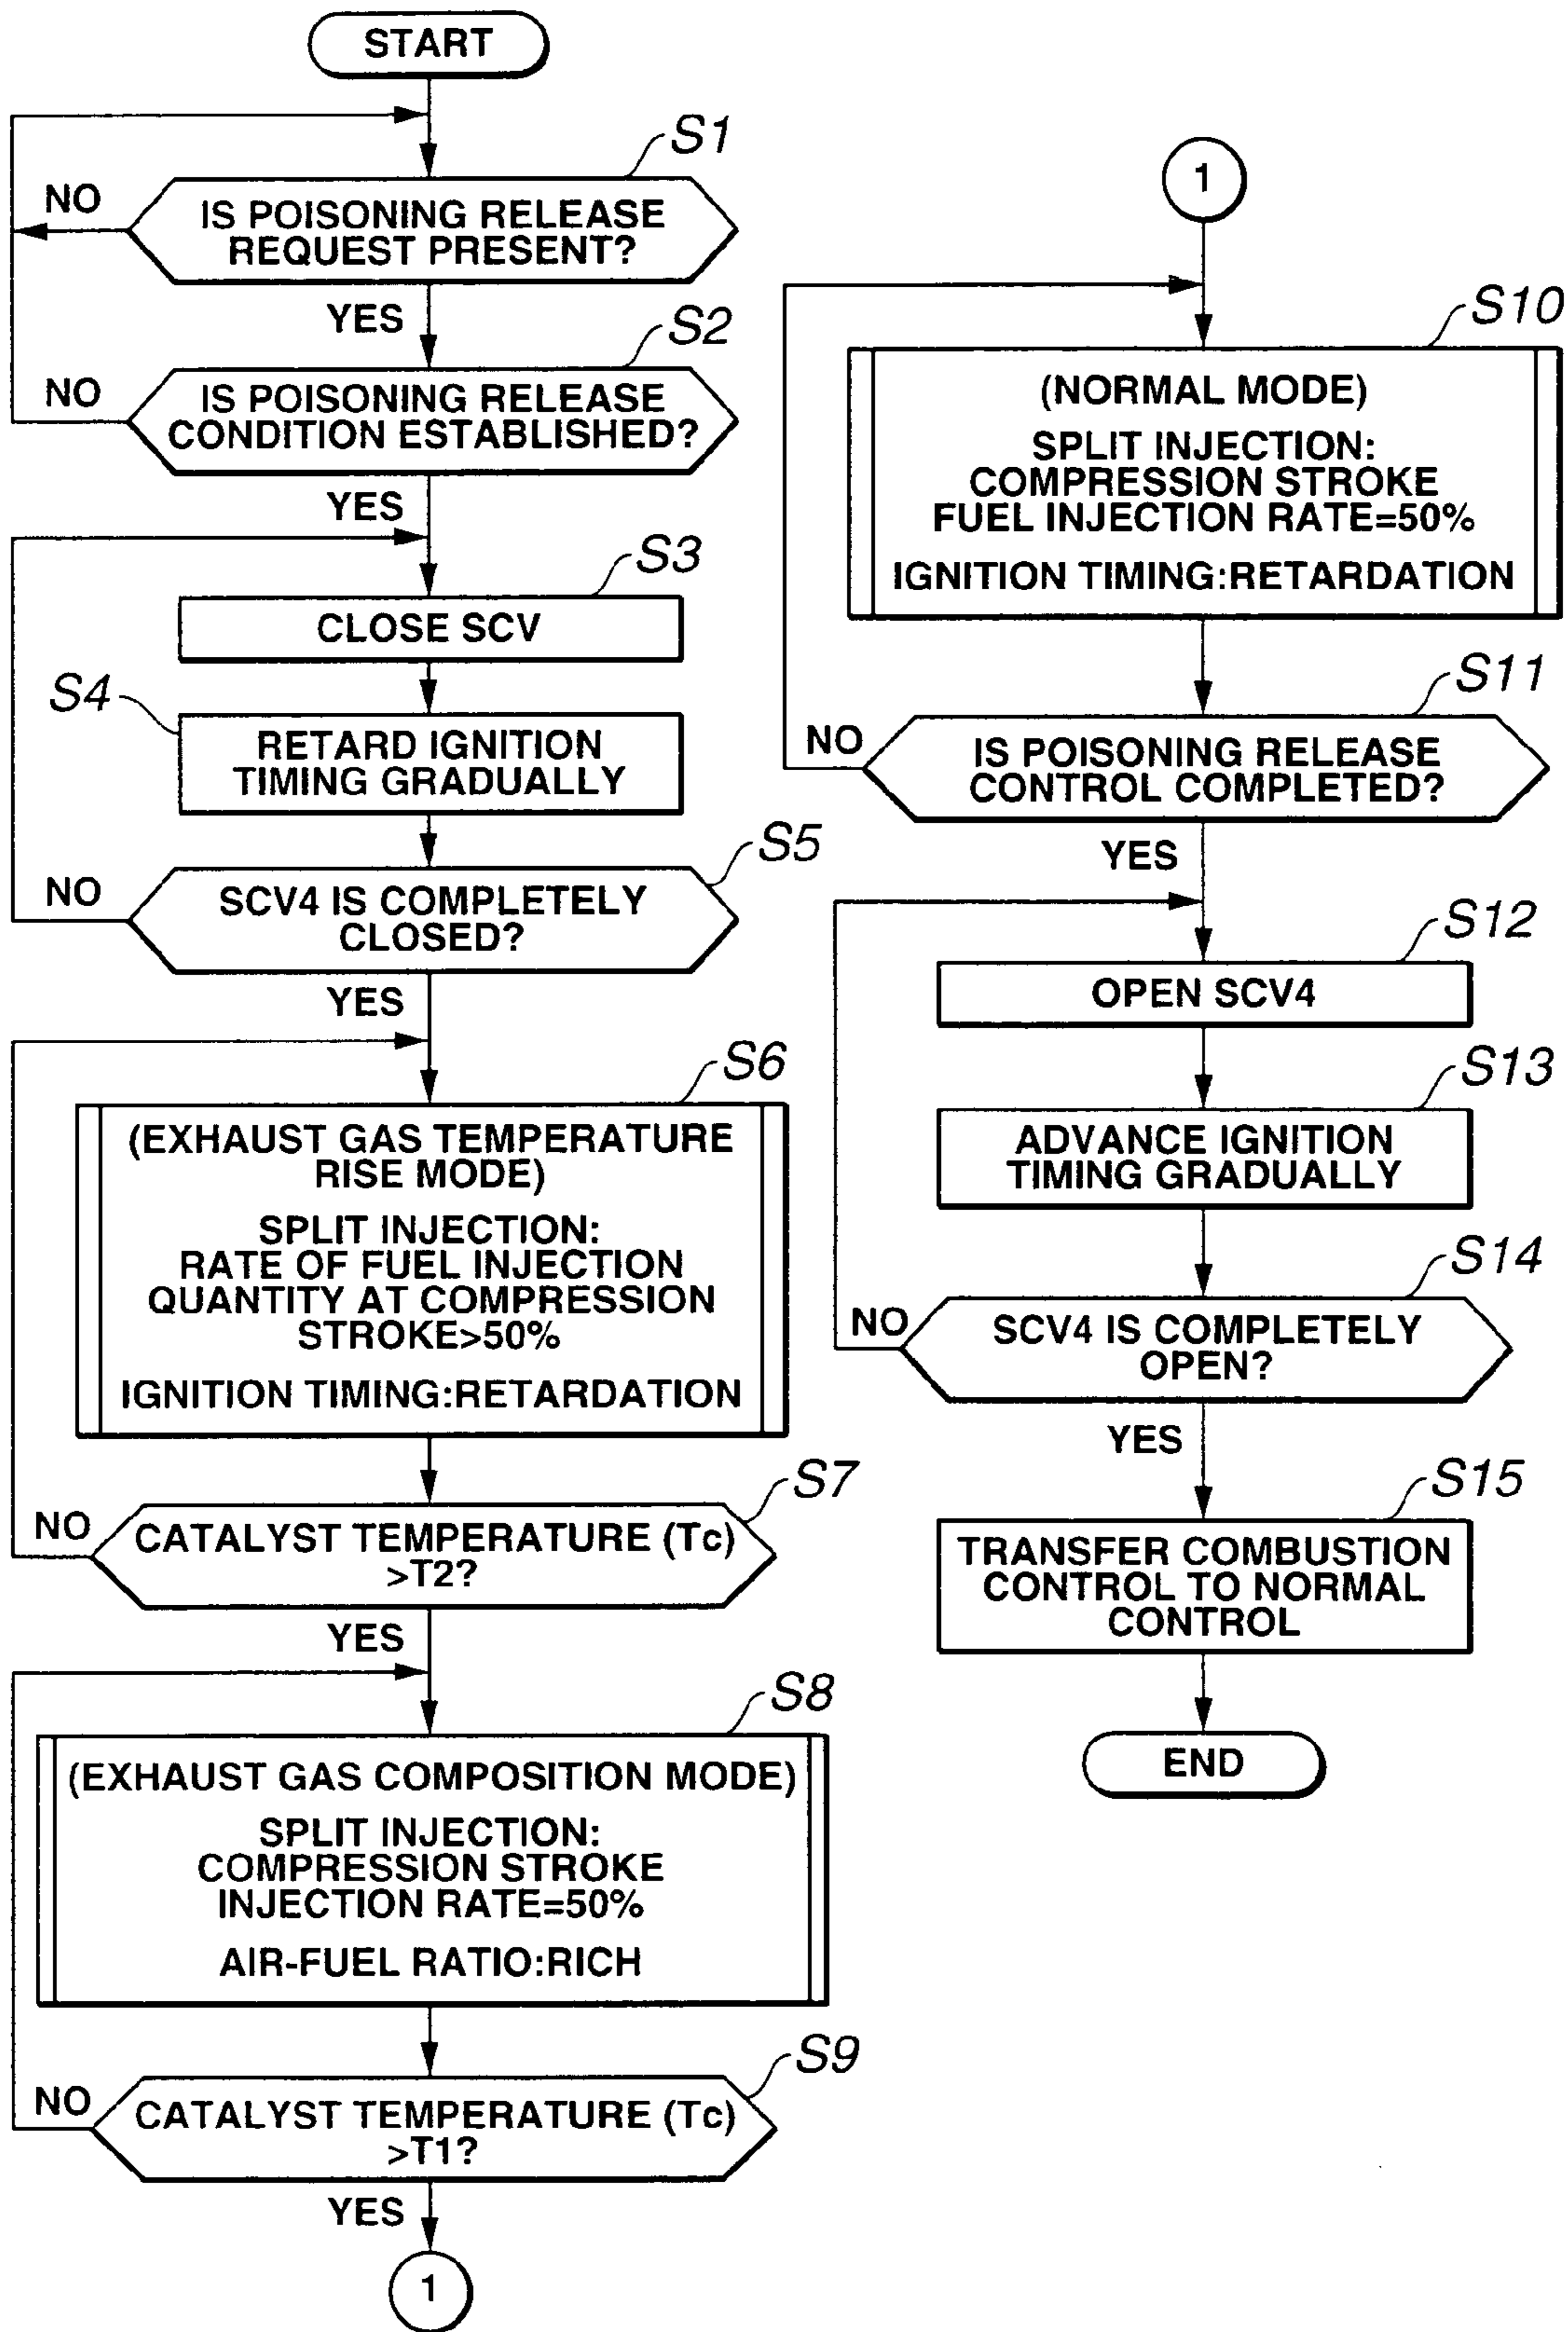 START
S1
NO
IS POISONING RELEASE
REQUEST PRESENT?
YES
S2
NO
IS POISONING RELEASE
CONDITION ESTABLISHED?
YES
S3
CLOSE SCV
S4
RETARD IGNITION
TIMING GRADUALLY
S5
NO
SCV4 IS COMPLETELY
CLOSED?
YES
S6
(EXHAUST GAS TEMPERATURE
RISE MODE)
SPLIT INJECTION:
RATE OF FUEL INJECTION
QUANTITY AT COMPRESSION
STROKE>50%
IGNITION TIMING:RETARDATION
S7
NO
CATALYST TEMPERATURE (Tc)
>T2?
YES
S8
(EXHAUST GAS COMPOSITION MODE)
SPLIT INJECTION:
COMPRESSION STROKE
INJECTION RATE=50%
AIR-FUEL RATIO:RICH
S9
NO
CATALYST TEMPERATURE (Tc)
>T1?
YES
1
1
S10
(NORMAL MODE)
SPLIT INJECTION:
COMPRESSION STROKE
FUEL INJECTION RATE=50%
IGNITION TIMING:RETARDATION
S11
NO
IS POISONING RELEASE
CONTROL COMPLETED?
YES
S12
OPEN SCV4
S13
ADVANCE IGNITION
TIMING GRADUALLY
S14
NO
SCV4 IS COMPLETELY
OPEN?
YES
S15
TRANSFER COMBUSTION
CONTROL TO NORMAL
CONTROL
END